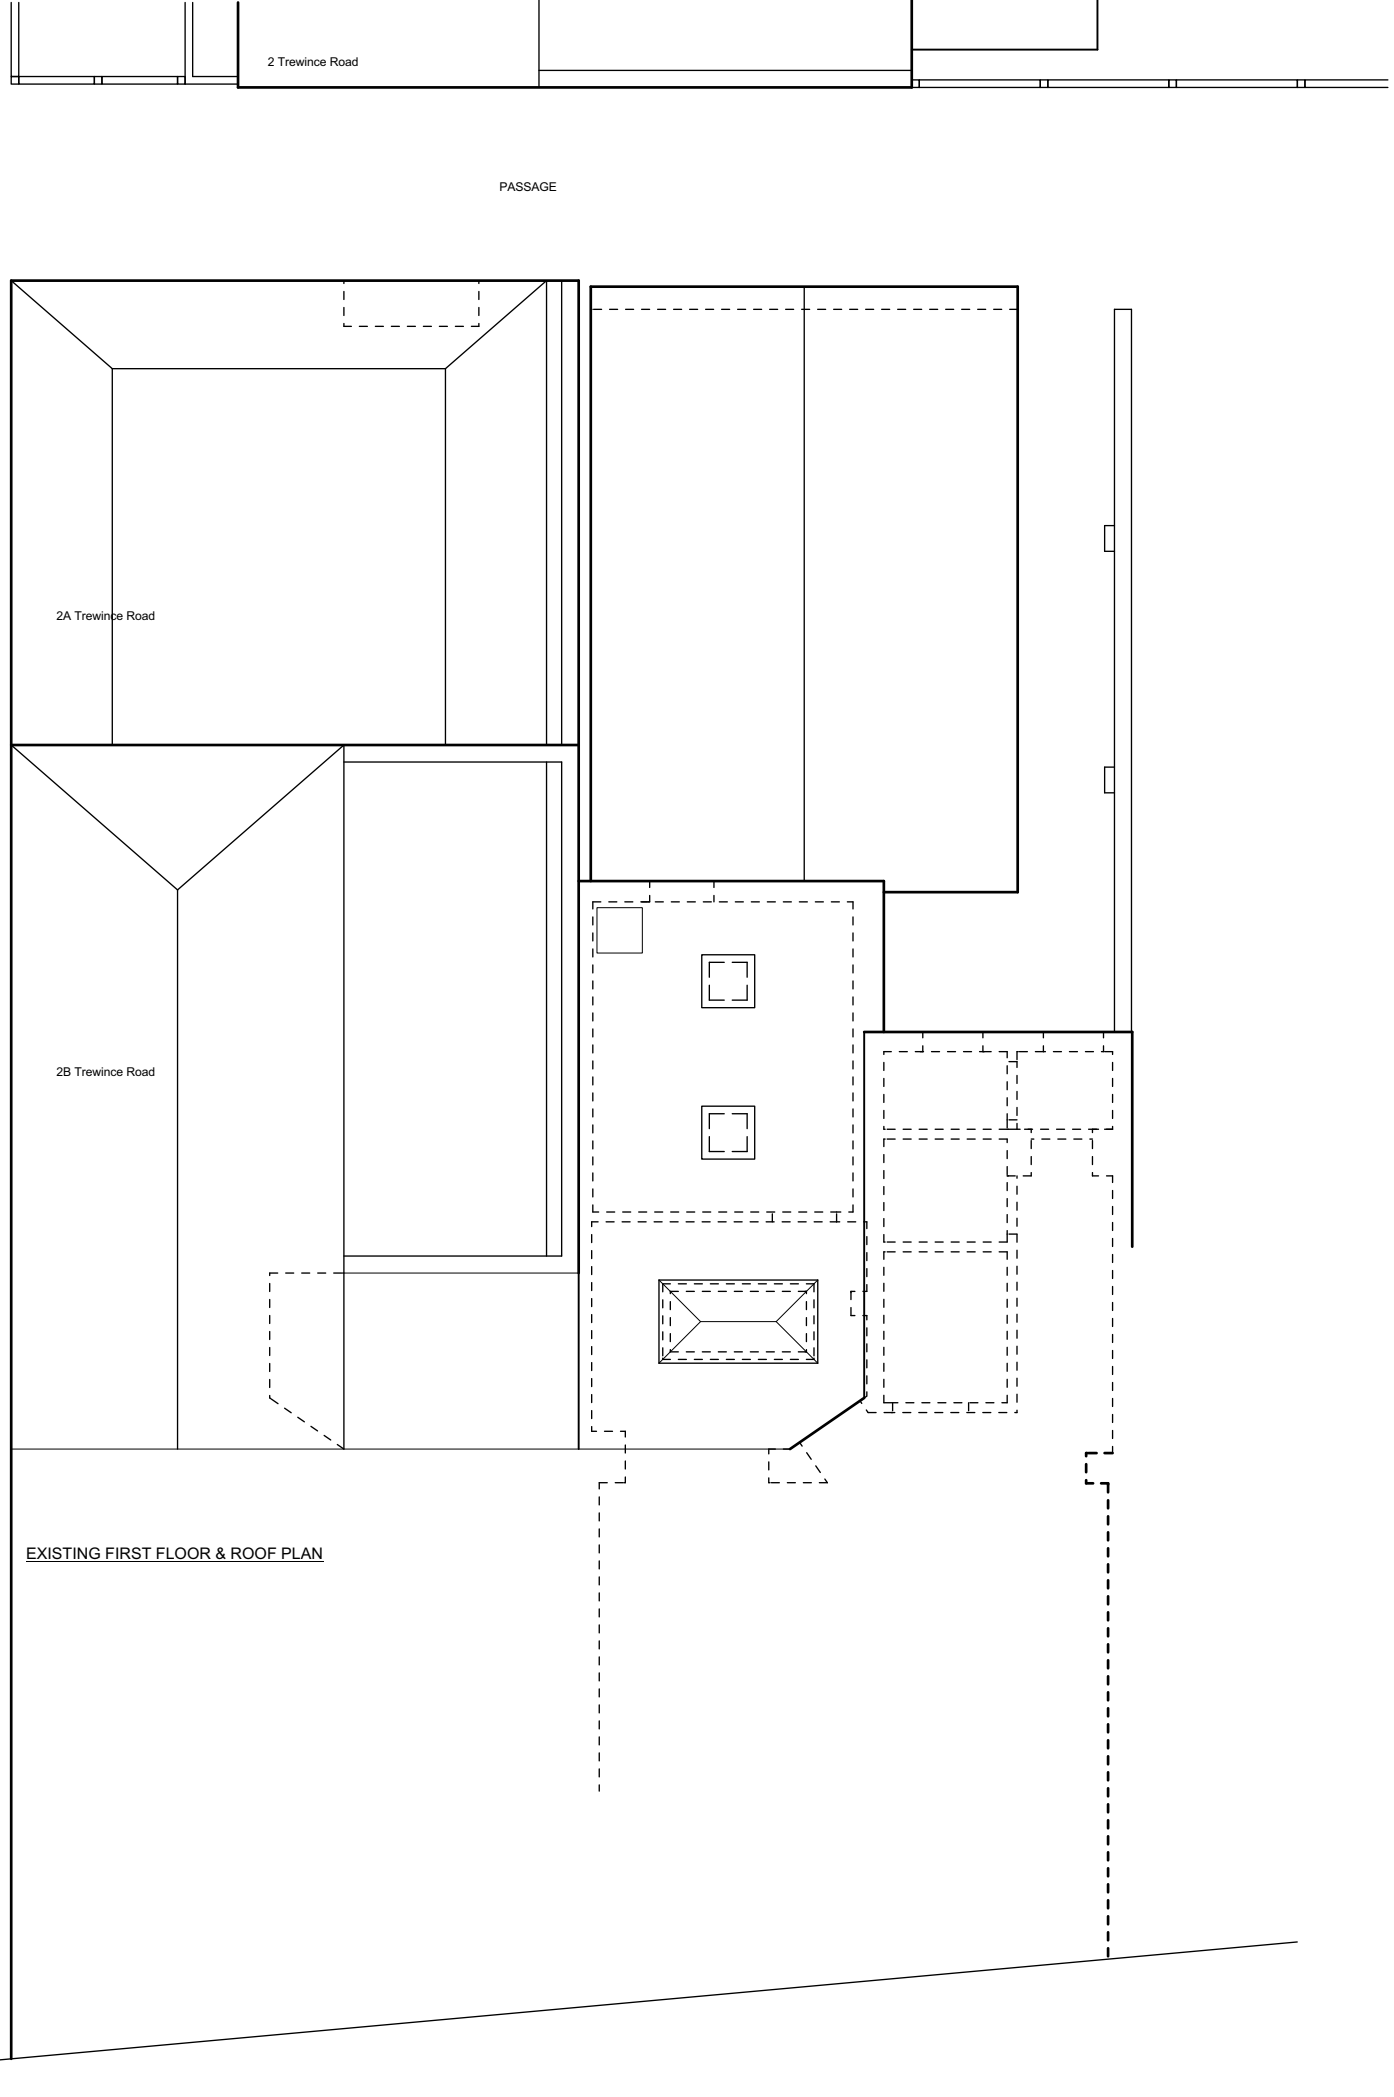 2 Trewince Road
PASSAGE
2A Trewince Road
2B Trewince Road
EXISTING FIRST FLOOR & ROOF PLAN